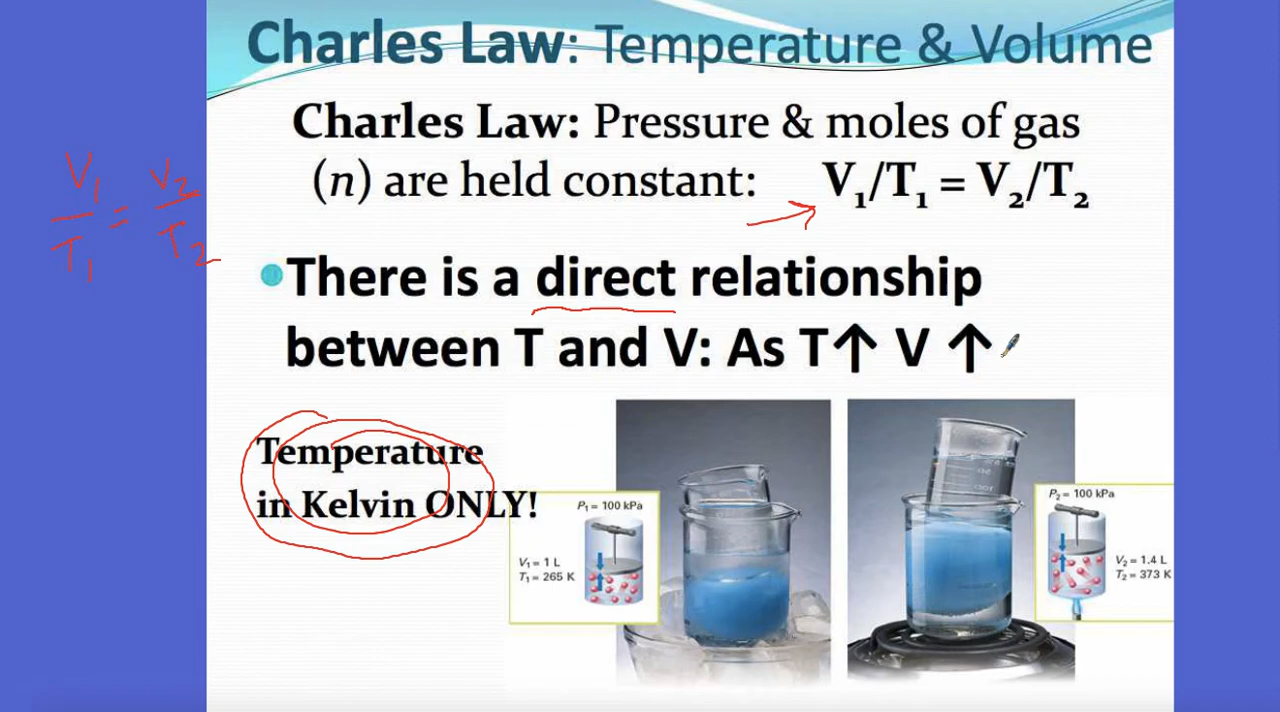 Charles Law: Temperature & Volume
Charles Law: Pressure & moles of gas
(n) are held constant: V₁/T₁ = V₂/T₂
V₁/T₁ = V₂/T₂
There is a direct relationship
between T and V: As T↑ V ↑
Temperature
in Kelvin ONLY!
P₁ = 100 kPa
V₁ = 1 L
T₁ = 265 K
P₂ = 100 kPa
V₂ = 1.4 L
T₂ = 373 K